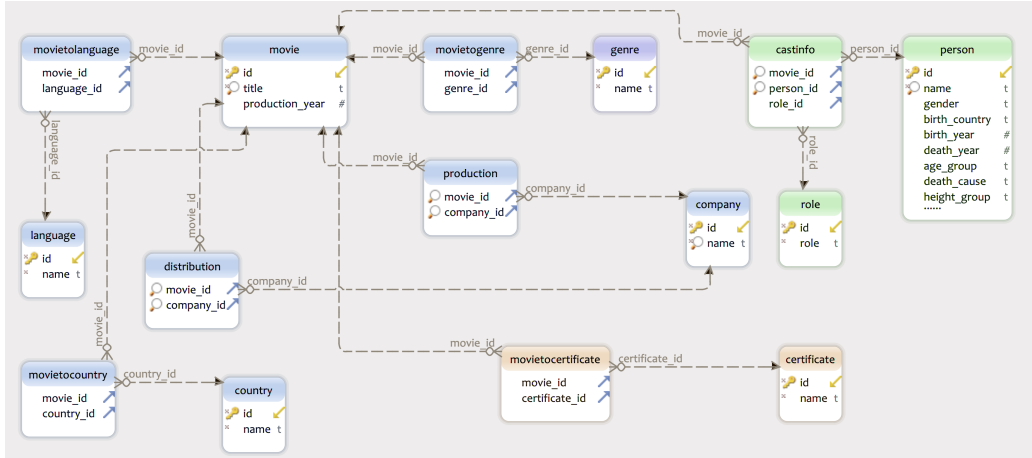 movietolanguage
movie_id
language_id
movie_id
movie
id
title t
production_year #
movie_id
movietogenre
movie_id
genre_id
genre_id
genre
id
name t
movie_id
castinfo
movie_id
person_id
role_id
person_id
person
id
name t
gender t
birth_country t
birth_year #
death_year #
age_group t
death_cause t
height_group t
......
language_id
role_id
movie_id
production
movie_id
company_id
company_id
company
id
name t
role
id
role t
language
id
name t
movie_id
distribution
movie_id
company_id
company_id
movie_id
movietocountry
movie_id
country_id
country_id
country
id
name t
movie_id
movietocertificate
movie_id
certificate_id
certificate_id
certificate
id
name t